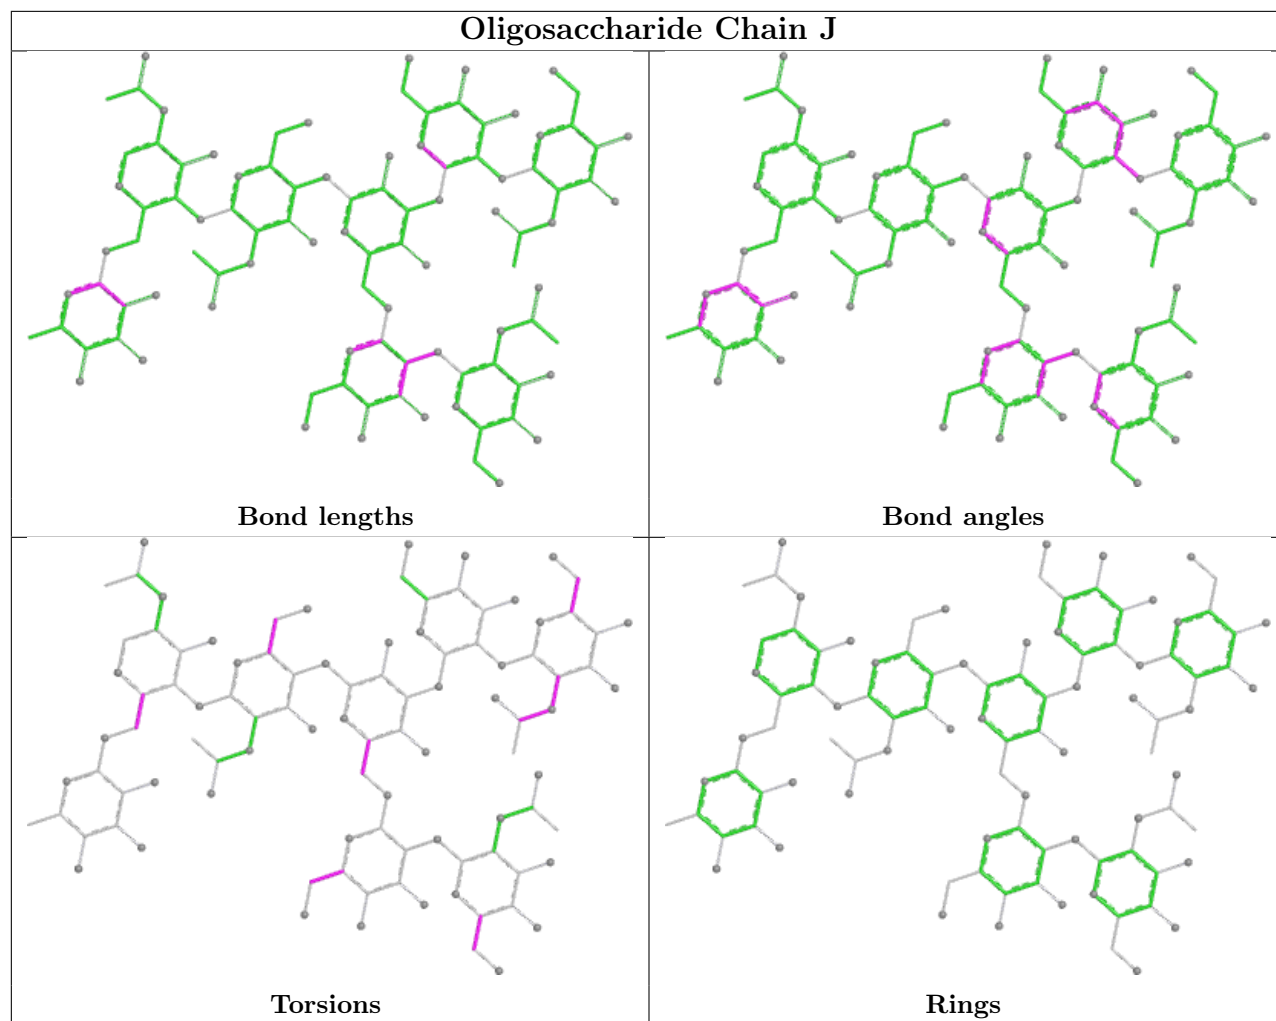 Oligosaccharide Chain J
Bond lengths
Bond angles
Torsions
Rings